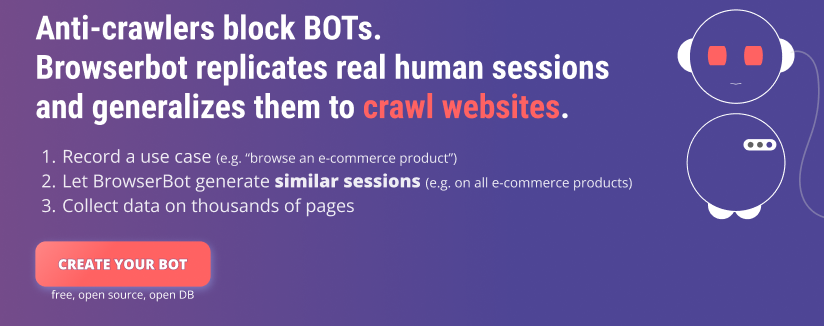 Anti-crawlers block BOTs.
Browserbot replicates real human sessions
and generalizes them to crawl websites.
1. Record a use case (e.g. “browse an e-commerce product”)
2. Let BrowserBot generate similar sessions (e.g. on all e-commerce products)
3. Collect data on thousands of pages
CREATE YOUR BOT
free, open source, open DB